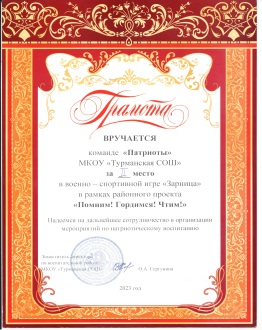 Грамота
ВРУЧАЕТСЯ
команде «Патриоты»
МКОУ «Турманская СОШ»
за II место
в военно – спортивной игре «Зарница»
в рамках районного проекта
«Помним! Гордимся! Чтим!»
Надеемся на дальнейшее сотрудничество в организации
мероприятий по патриотическому воспитанию
Заместитель директора
по воспитательной работе
МКОУ «Турманская СОШ»
2023 год